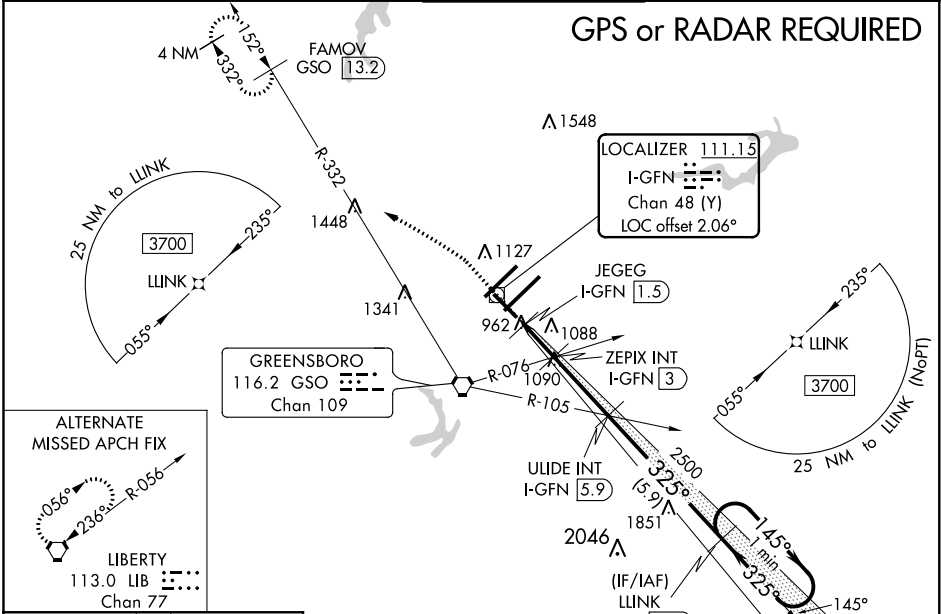 GPS or RADAR REQUIRED
152°
4 NM
332°
FAMOV
GSO 13.2
1548
R-332
LOCALIZER 111.15
I-GFN
Chan 48 (Y)
LOC offset 2.06°
25 NM to LLINK
235°
3700
LLINK
055°
1448
1127
JEGEG
I-GFN 1.5
1341
962
1088
235°
LLINK
3700
055°
25 NM to LLINK (NoPT)
GREENSBORO
116.2 GSO
Chan 109
R-076
1090
ZEPIX INT
I-GFN 3
R-105
ALTERNATE
MISSED APCH FIX
056°
R-056
236°
LIBERTY
113.0 LIB
Chan 77
ULIDE INT
I-GFN 5.9
2500
325°
(5.9)
1851
2046
145°
1 min
325°
(IF/IAF)
LLINK
145°